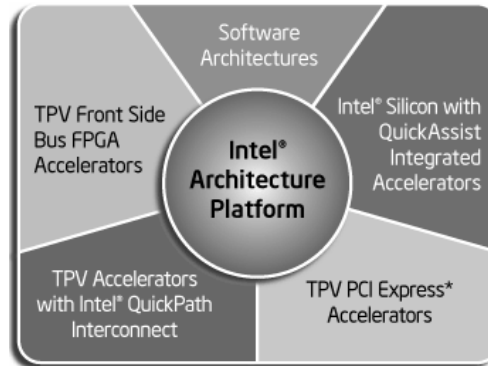 Software
Architectures
TPV Front Side
Bus FPGA
Accelerators
Intel® Silicon with
QuickAssist
Integrated
Accelerators
Intel®
Architecture
Platform
TPV Accelerators
with Intel® QuickPath
Interconnect
TPV PCI Express*
Accelerators